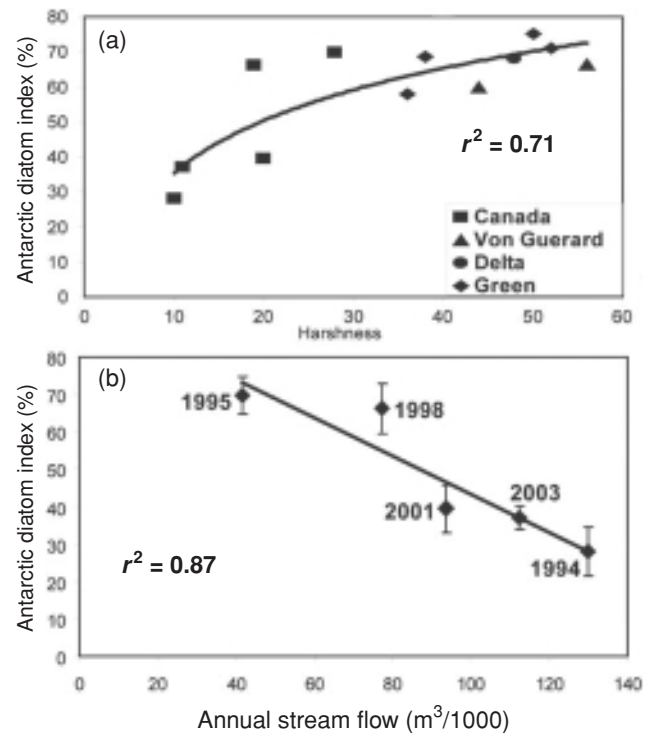 (a)
Antarctic diatom index (%)
80
70
60
50
40
30
20
10
0
r² = 0.71
Canada
Von Guerard
Delta
Green
0 10 20 30 40 50 60
Harshness
(b)
Antarctic diatom index (%)
80
70
60
50
40
30
20
10
0
1995
1998
2001
2003
1994
r² = 0.87
0 20 40 60 80 100 120 140
Annual stream flow (m³/1000)